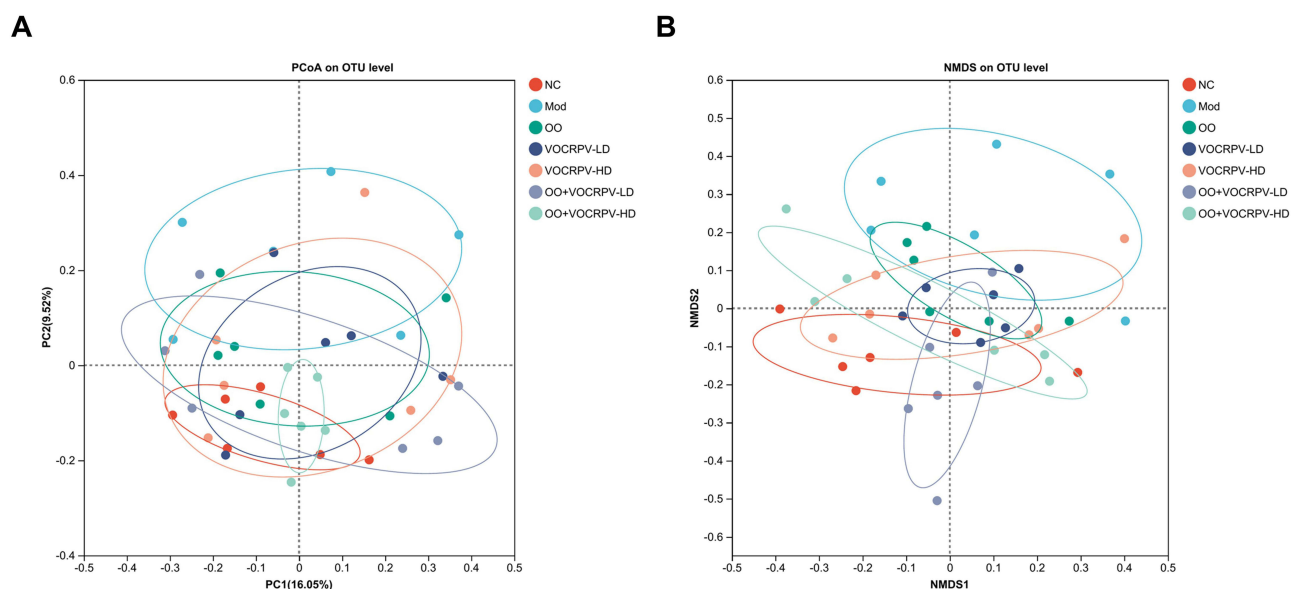 A
PCoA on OTU level
PC2(9.52%)
0.6
0.4
0.2
0
-0.2
-0.4
-0.5
-0.4
-0.3
-0.2
-0.1
0
0.1
0.2
0.3
0.4
0.5
PC1(16.05%)
NC
Mod
OO
VOCRPV-LD
VOCRPV-HD
OO+VOCRPV-LD
OO+VOCRPV-HD
B
NMDS on OTU level
NMDS2
0.6
0.5
0.4
0.3
0.2
0.1
0
-0.1
-0.2
-0.3
-0.4
-0.5
-0.6
-0.5
-0.4
-0.3
-0.2
-0.1
0
0.1
0.2
0.3
0.4
0.5
NMDS1
NC
Mod
OO
VOCRPV-LD
VOCRPV-HD
OO+VOCRPV-LD
OO+VOCRPV-HD